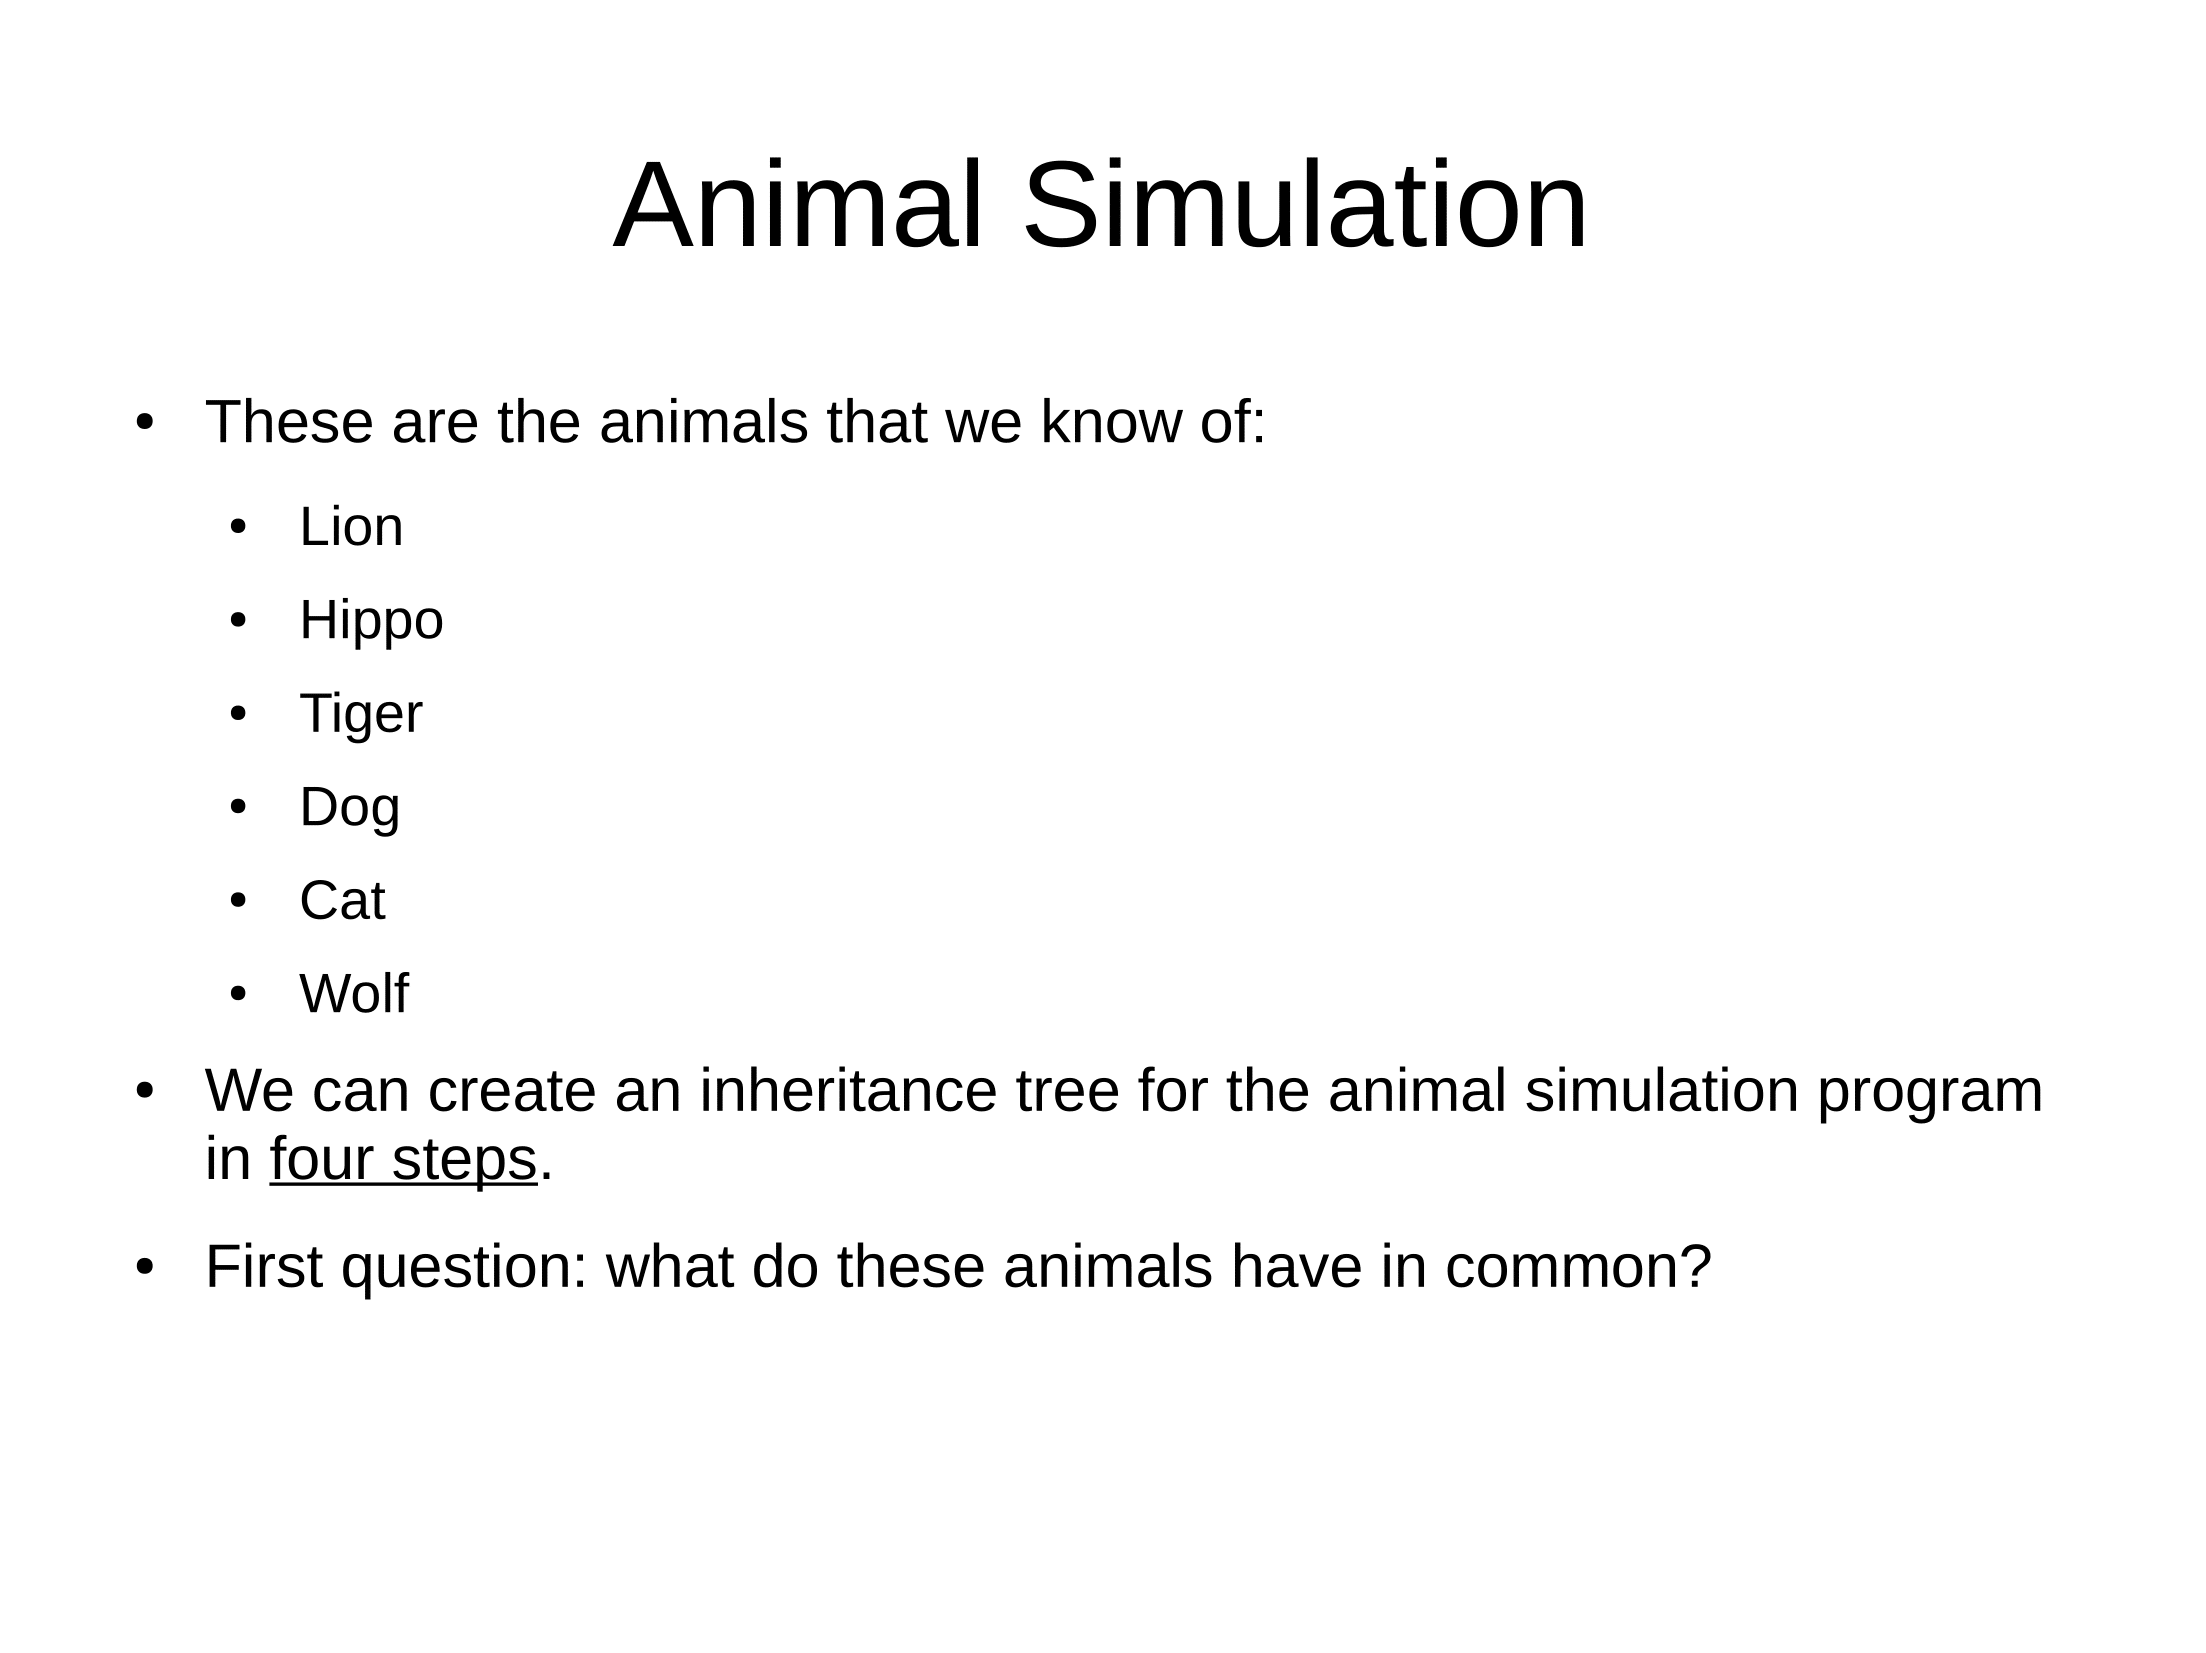 Animal Simulation
• These are the animals that we know of:
• Lion
• Hippo
• Tiger
• Dog
• Cat
• Wolf
• We can create an inheritance tree for the animal simulation program
in four steps.
• First question: what do these animals have in common?